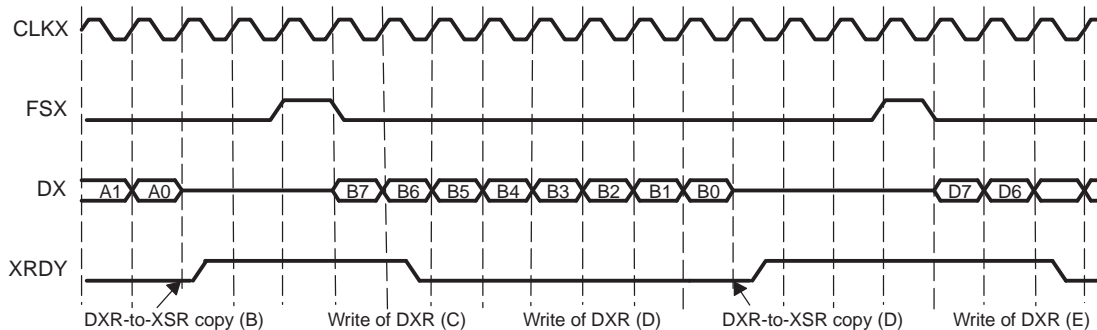 CLKX
FSX
DX A1 A0 B7 B6 B5 B4 B3 B2 B1 B0 D7 D6
XRDY
DXR-to-XSR copy (B) Write of DXR (C) Write of DXR (D) DXR-to-XSR copy (D) Write of DXR (E)